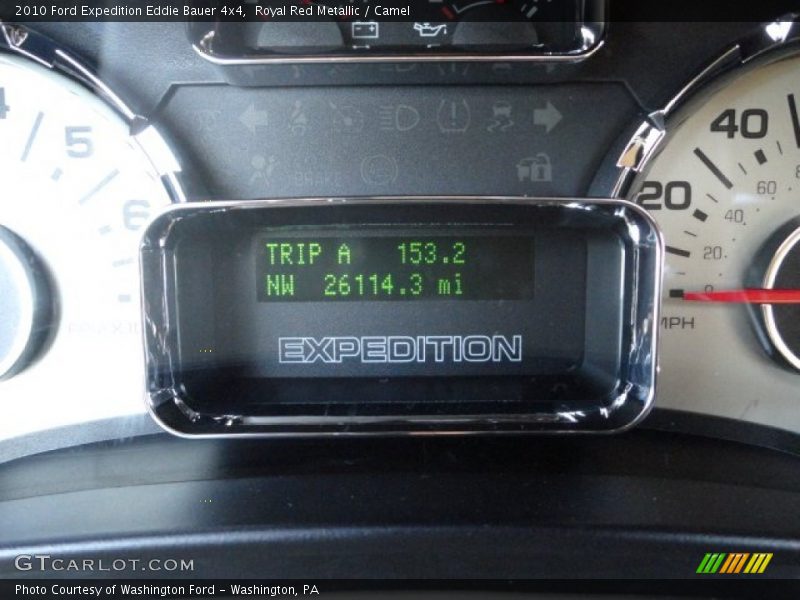 2010 Ford Expedition Eddie Bauer 4x4, Royal Red Metallic / Camel
5
6
40
20
60
40
20
0
MPH
TRIP A 153.2
NW 26114.3 mi
EXPEDITION
GTCARLOT.COM
Photo Courtesy of Washington Ford - Washington, PA